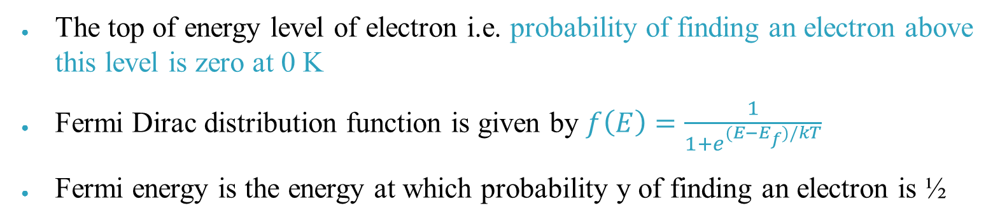 • The top of energy level of electron i.e. probability of finding an electron above
this level is zero at 0 K
• Fermi Dirac distribution function is given by f(E) = 1/(1+e^((E−E_f)/kT))
• Fermi energy is the energy at which probability y of finding an electron is ½